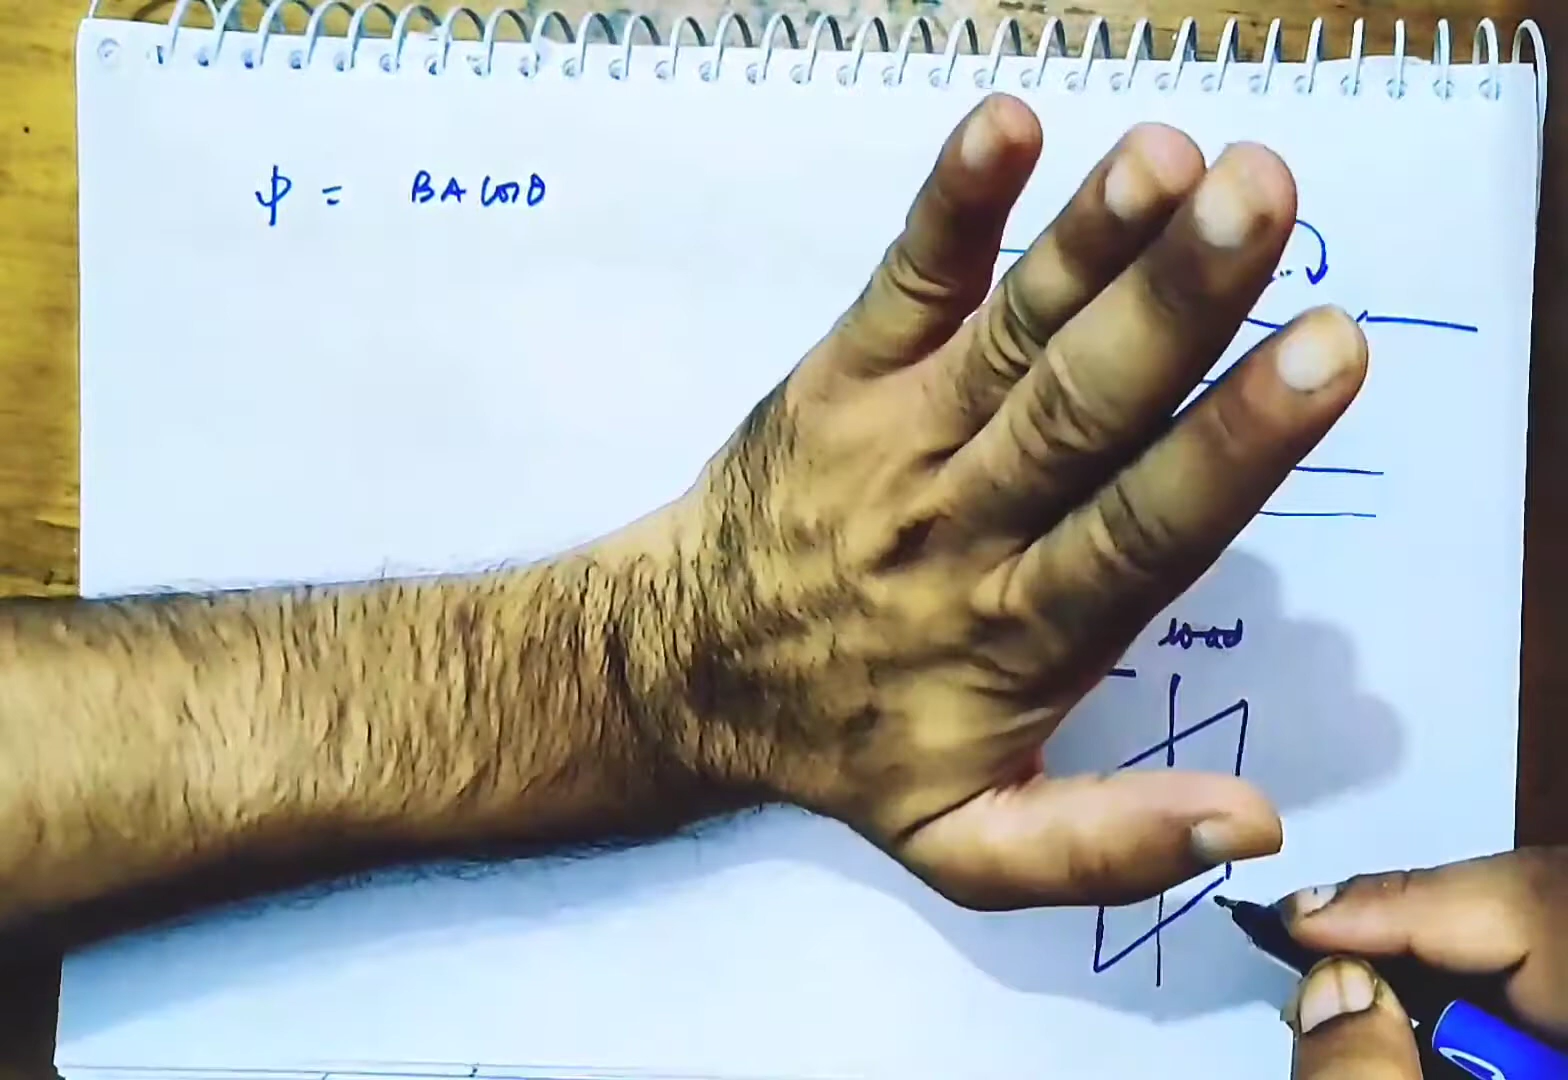 φ = BA cosθ
load